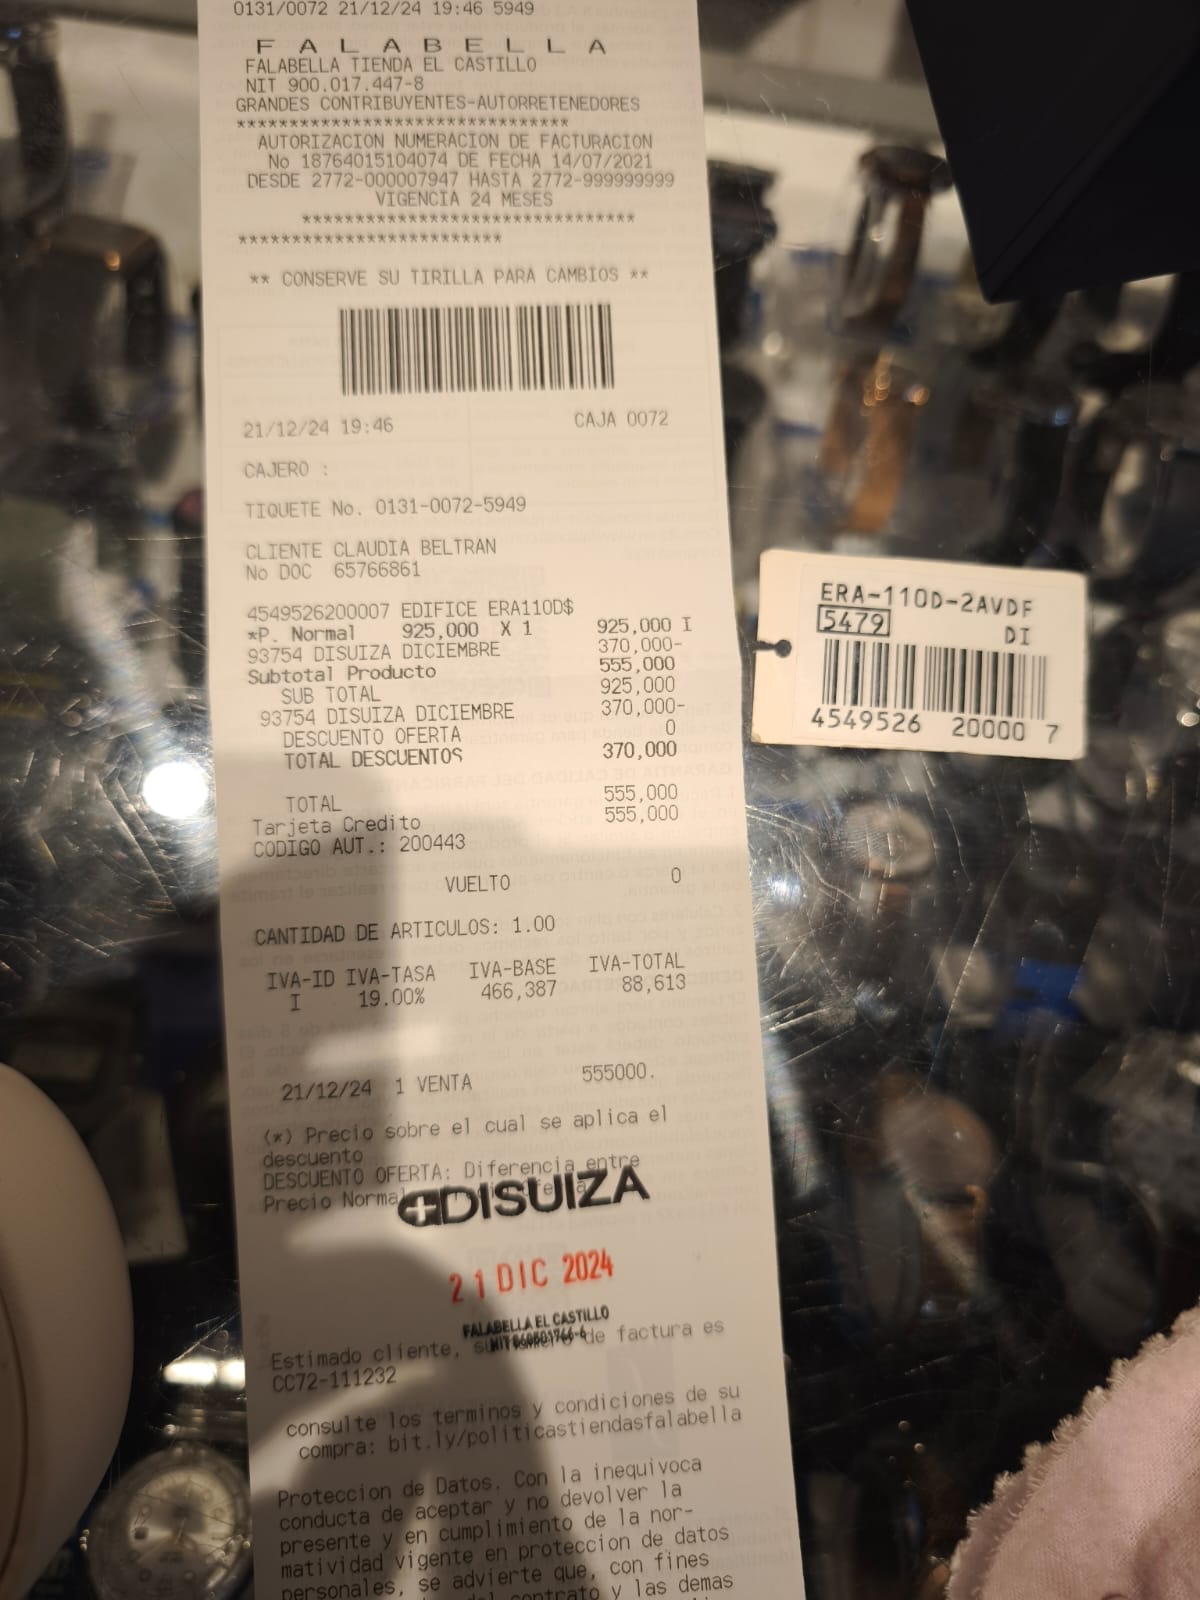 0131/0072 21/12/24 19:46 5949
F A L A B E L L A
FALABELLA TIENDA EL CASTILLO
NIT 900.017.447-8
GRANDES CONTRIBUYENTES-AUTORRETENEDORES
*******************************
AUTORIZACION NUMERACION DE FACTURACION
No 18764015104074 DE FECHA 14/07/2021
DESDE 2772-000007947 HASTA 2772-999999999
VIGENCIA 24 MESES
*******************************
*************************
** CONSERVE SU TIRILLA PARA CAMBIOS **
21/12/24 19:46 CAJA 0072
CAJERO :
TIQUETE No. 0131-0072-5949
CLIENTE CLAUDIA BELTRAN
No DOC 65766861
4549526200007 EDIFICE ERA110D$
*P. Normal 925,000 X 1 925,000 I
93754 DISUIZA DICIEMBRE 370,000-
Subtotal Producto 555,000
SUB TOTAL 925,000
93754 DISUIZA DICIEMBRE 370,000-
DESCUENTO OFERTA 0
TOTAL DESCUENTOS 370,000
TOTAL 555,000
Tarjeta Credito 555,000
CODIGO AUT.: 200443
VUELTO 0
CANTIDAD DE ARTICULOS: 1.00
IVA-ID IVA-TASA IVA-BASE IVA-TOTAL
I 19.00% 466,387 88,613
21/12/24 1 VENTA 555000.
(*) Precio sobre el cual se aplica el
descuento
DESCUENTO OFERTA: Diferencia entre
Precio Normal
DISUIZA
21 DIC 2024
FALABELLA EL CASTILLO
Estimado cliente, de factura es
CC72-111232
consulte los terminos y condiciones de su
compra: bit.ly/politicastiendasfalabella
Proteccion de Datos. Con la inequivoca
conducta de aceptar y no devolver la
presente y en cumplimiento de la nor-
matividad vigente en proteccion de datos
personales, se advierte que, con fines
contrato y las demas
ERA-110D-2AVDF
5479 DI
4549526 20000 7